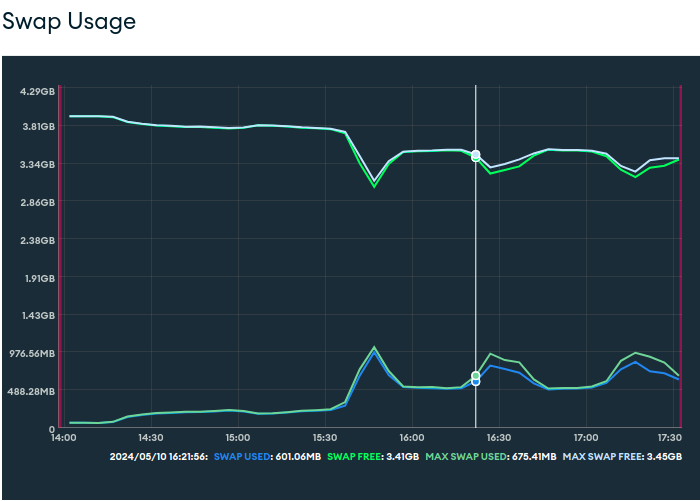 Swap Usage
4.29GB
3.81GB
3.34GB
2.86GB
2.38GB
1.91GB
1.43GB
976.56MB
488.28MB
0
14:00 14:30 15:00 15:30 16:00 16:30 17:00 17:30
2024/05/10 16:21:56: SWAP USED: 601.06MB SWAP FREE: 3.41GB MAX SWAP USED: 675.41MB MAX SWAP FREE: 3.45GB